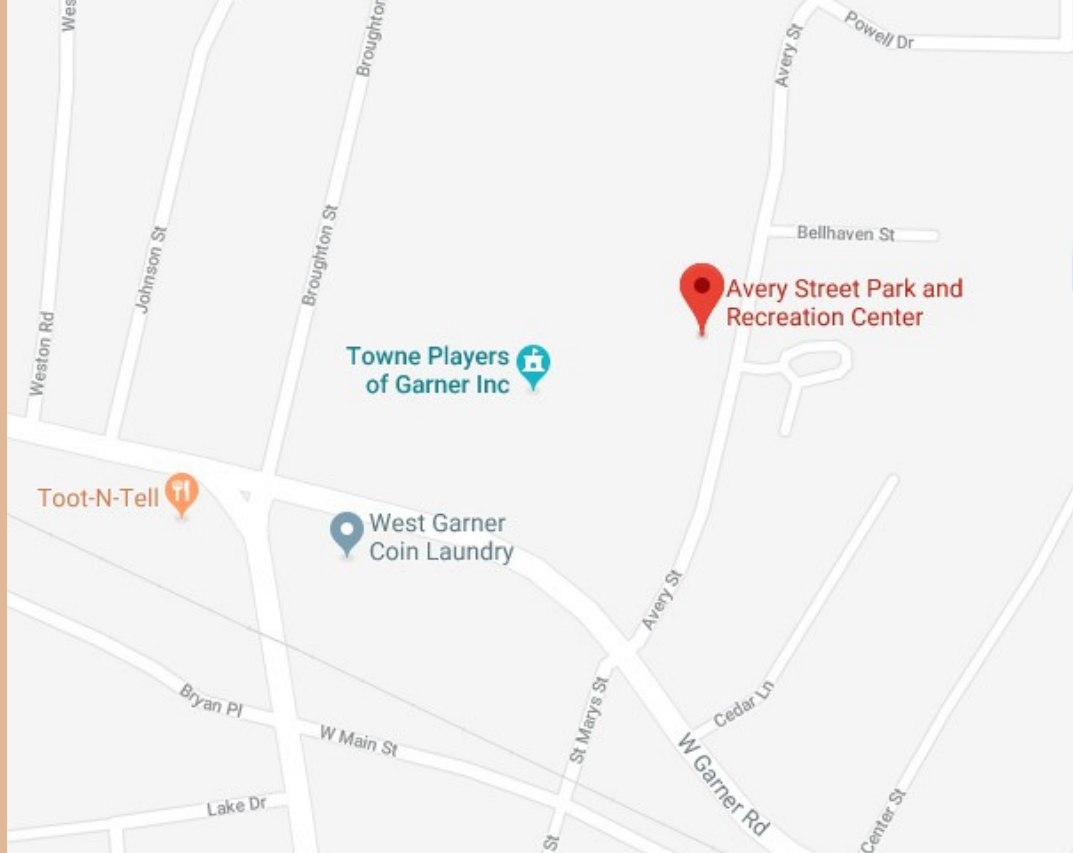 Wes
Broughton
Powell Dr
Avery St
Johnson St
Broughton St
Bellhaven St
Avery Street Park and
Recreation Center
Weston Rd
Towne Players
of Garner Inc
Toot-N-Tell
West Garner
Coin Laundry
Avery St
Bryan Pl
W Main St
St Marys St
Cedar Ln
W Garner Rd
Lake Dr
Center St
St